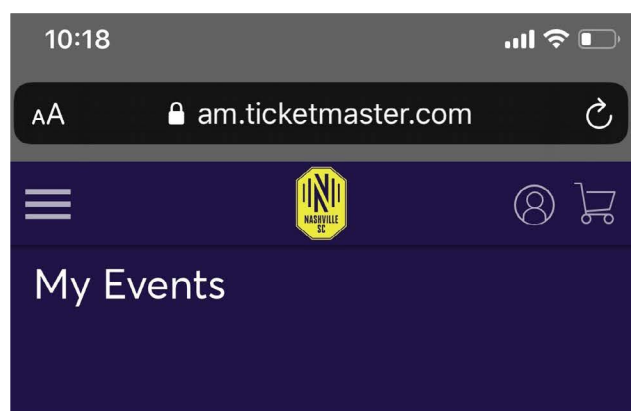 10:18
AA am.ticketmaster.com
N
NASHVILLE
SC
My Events